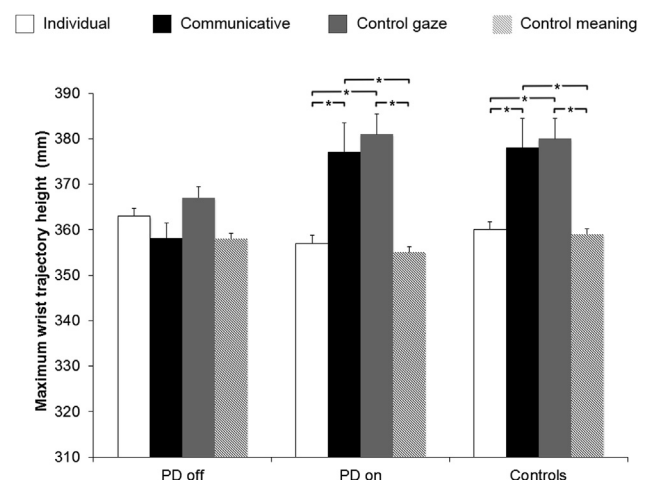 Individual Communicative Control gaze Control meaning
Maximum wrist trajectory height (mm)
390
380
370
360
350
340
330
320
310
* * * *
* * * *
PD off PD on Controls